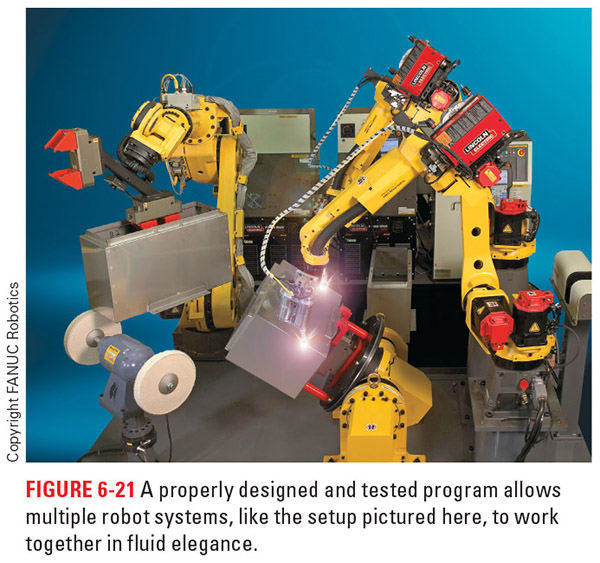 LINCOLN
ELECTRIC
LINCOLN
ELECTRIC
Copyright FANUC Robotics
FIGURE 6-21 A properly designed and tested program allows
multiple robot systems, like the setup pictured here, to work
together in fluid elegance.